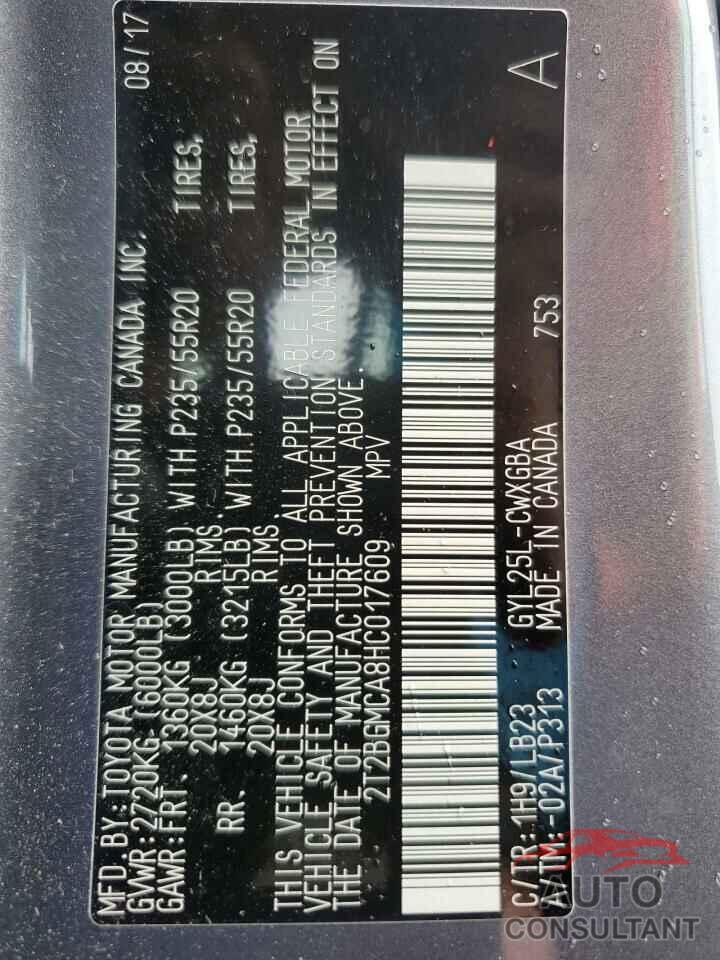 MFD.BY:TOYOTA MOTOR MANUFACTURING CANADA INC. 08/17
GVWR:2720KG (6000LB)
GAWR:FRT. 1360KG (3000LB) WITH P235/55R20 TIRES,
20X8J RIMS.
RR. 1460KG (3215LB) WITH P235/55R20 TIRES,
20X8J RIMS.
THIS VEHICLE CONFORMS TO ALL APPLICABLE FEDERAL MOTOR
VEHICLE SAFETY AND THEFT PREVENTION STANDARDS IN EFFECT ON
THE DATE OF MANUFACTURE SHOWN ABOVE.
2T2BGMCA8HC017609 MPV
C/TR: 1H9/LB23 GYL25L-CWXGBA A
A/TM:-02A/P313 MADE IN CANADA 753
AUTO
CONSULTANT